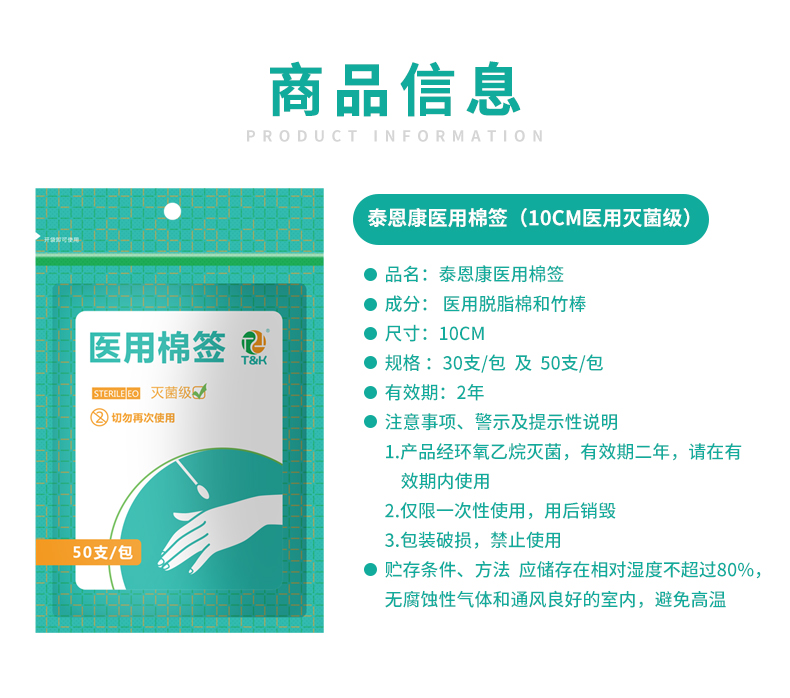 商品信息
PRODUCT INFORMATION
开袋即可使用
医用棉签
®
T&K
STERILE EO 灭菌级
2 切勿再次使用
50支/包
泰恩康医用棉签（10CM医用灭菌级）
品名：泰恩康医用棉签
成分： 医用脱脂棉和竹棒
尺寸：10CM
规格 ：30支/包 及 50支/包
有效期：2年
注意事项、警示及提示性说明
1.产品经环氧乙烷灭菌，有效期二年，请在有
效期内使用
2.仅限一次性使用，用后销毁
3.包装破损，禁止使用
贮存条件、方法 应储存在相对湿度不超过80%，
无腐蚀性气体和通风良好的室内，避免高温